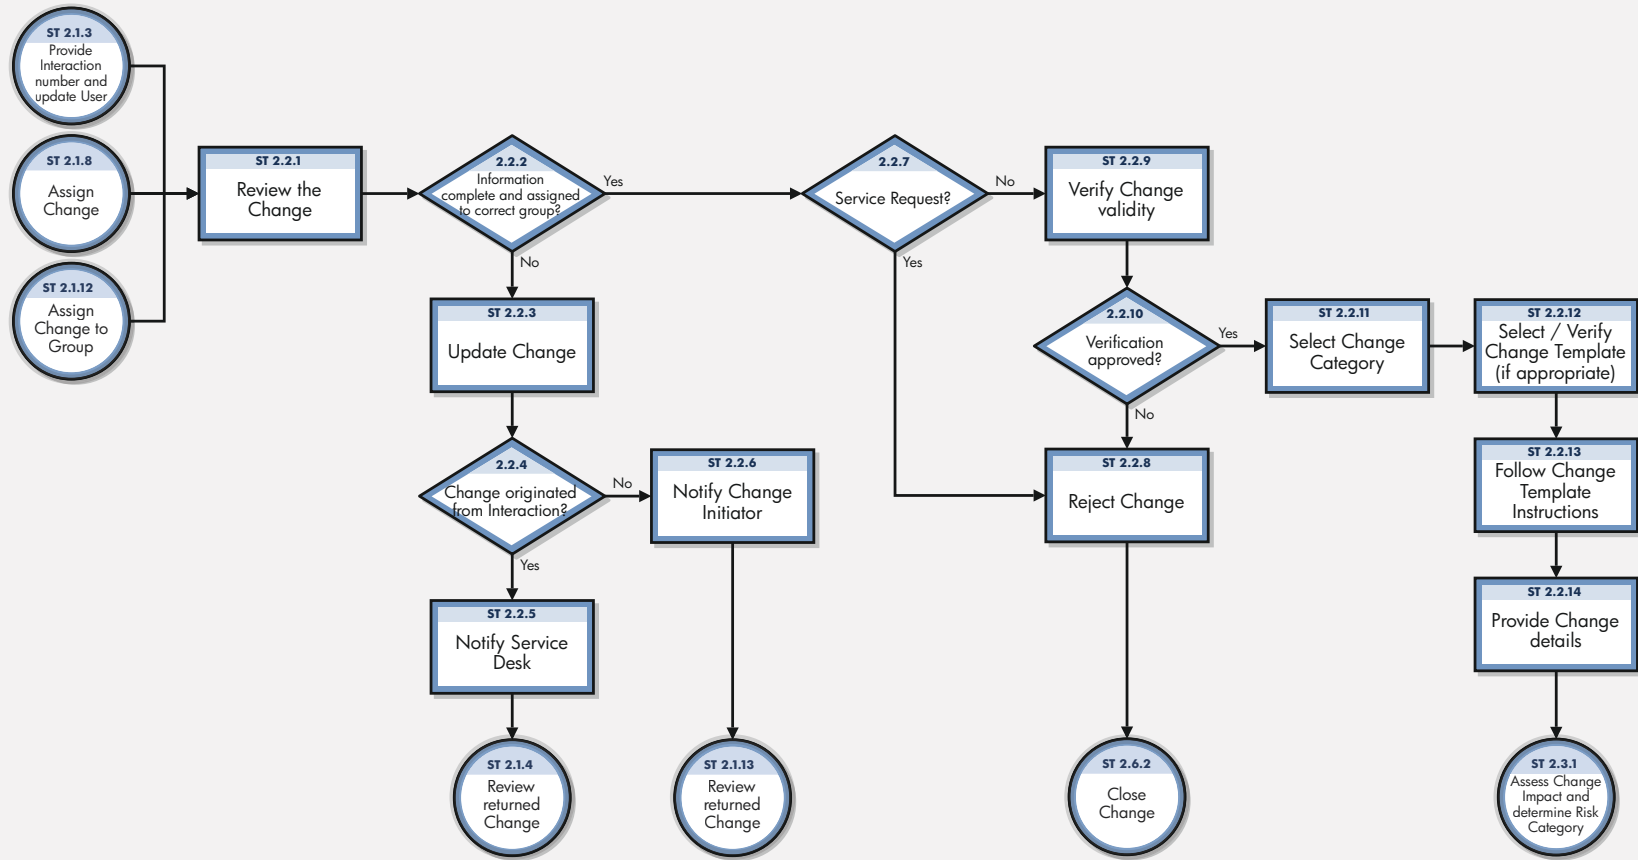 ST 2.1.3
Provide
Interaction
number and
update User
ST 2.1.8
Assign
Change
ST 2.1.12
Assign
Change to
Group
ST 2.2.1
Review the
Change
2.2.2
Information
complete and assigned
to correct group?
Yes
No
ST 2.2.3
Update Change
2.2.4
Change originated
from Interaction?
No
Yes
ST 2.2.5
Notify Service
Desk
ST 2.1.4
Review
returned
Change
ST 2.2.6
Notify Change
Initiator
ST 2.1.13
Review
returned
Change
2.2.7
Service Request?
No
Yes
ST 2.2.9
Verify Change
validity
2.2.10
Verification
approved?
Yes
No
ST 2.2.8
Reject Change
ST 2.6.2
Close
Change
ST 2.2.11
Select Change
Category
ST 2.2.12
Select / Verify
Change Template
(if appropriate)
ST 2.2.13
Follow Change
Template
Instructions
ST 2.2.14
Provide Change
details
ST 2.3.1
Assess Change
Impact and
determine Risk
Category